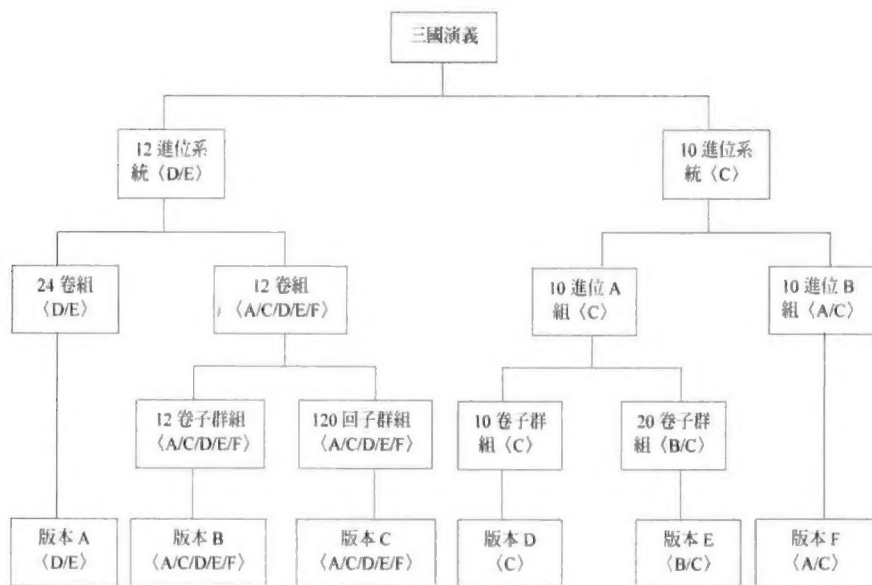 三國演義
12 進位系
統〈D/E〉
10 進位系
統〈C〉
24 卷組
〈D/E〉
12 卷組
〈A/C/D/E/F〉
10 進位 A
組〈C〉
10 進位 B
組〈A/C〉
12 卷子群組
〈A/C/D/E/F〉
120 回子群組
〈A/C/D/E/F〉
10 卷子群
組〈C〉
20 卷子群
組〈B/C〉
版本 A
〈D/E〉
版本 B
〈A/C/D/E/F〉
版本 C
〈A/C/D/E/F〉
版本 D
〈C〉
版本 E
〈B/C〉
版本 F
〈A/C〉